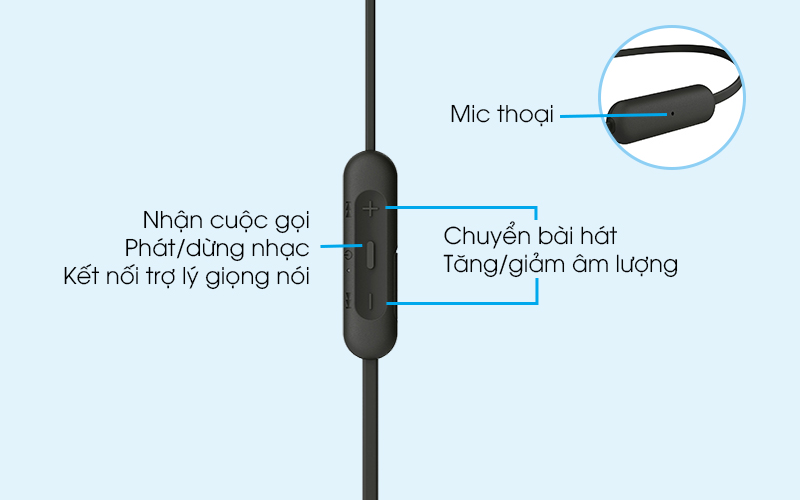 Mic thoại
Nhận cuộc gọi
Phát/dừng nhạc
Kết nối trợ lý giọng nói
Chuyển bài hát
Tăng/giảm âm lượng